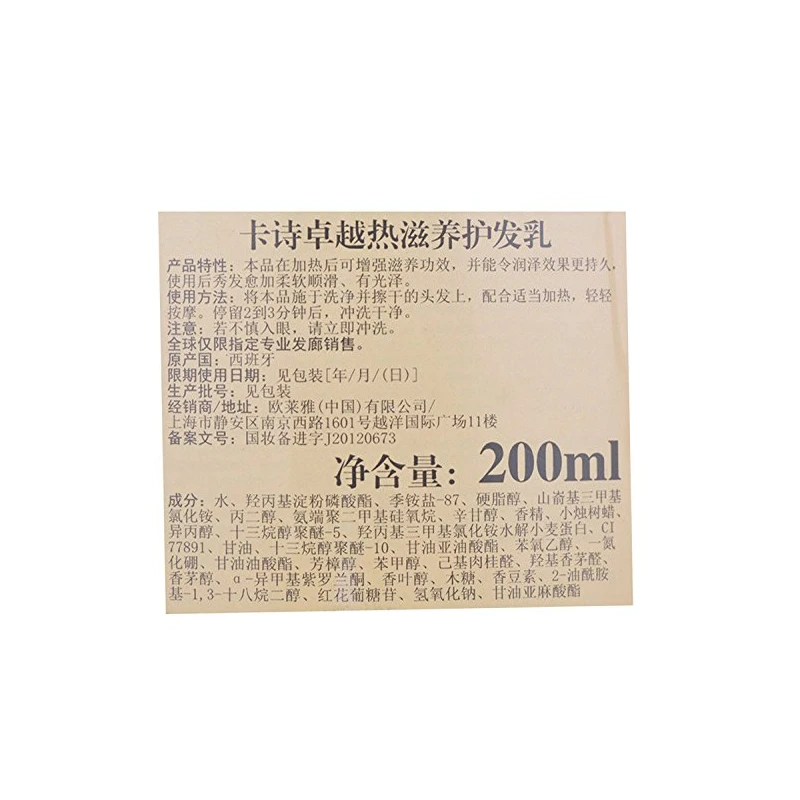 卡诗卓越热滋养护发乳
产品特性：本品在加热后可增强滋养功效，并能令润泽效果更持久，
使用后秀发愈加柔软顺滑、有光泽。
使用方法：将本品施于洗净并擦干的头发上，配合适当加热，轻轻
按摩。停留2到3分钟后，冲洗干净。
注意：若不慎入眼，请立即冲洗。
全球仅限指定专业发廊销售。
原产国：西班牙
限期使用日期：见包装[年/月/(日)]
生产批号：见包装
经销商/地址：欧莱雅(中国)有限公司/
上海市静安区南京西路1601号越洋国际广场11楼
备案文号：国妆备进字J20120673
净含量：200ml
成分：水、羟丙基淀粉磷酸酯、季铵盐-87、硬脂醇、山嵛基三甲基
氯化铵、丙二醇、氨端聚二甲基硅氧烷、辛甘醇、香精、小烛树蜡、
异丙醇、十三烷醇聚醚-5、羟丙基三甲基氯化铵水解小麦蛋白、CI
77891、甘油、十三烷醇聚醚-10、甘油亚油酸酯、苯氧乙醇、一氮
化硼、甘油油酸酯、芳樟醇、苯甲醇、己基肉桂醛、羟基香茅醛、
香茅醇、α-异甲基紫罗兰酮、香叶醇、木糖、香豆素、2-油酰胺
基-1,3-十八烷二醇、红花葡糖苷、氢氧化钠、甘油亚麻酸酯